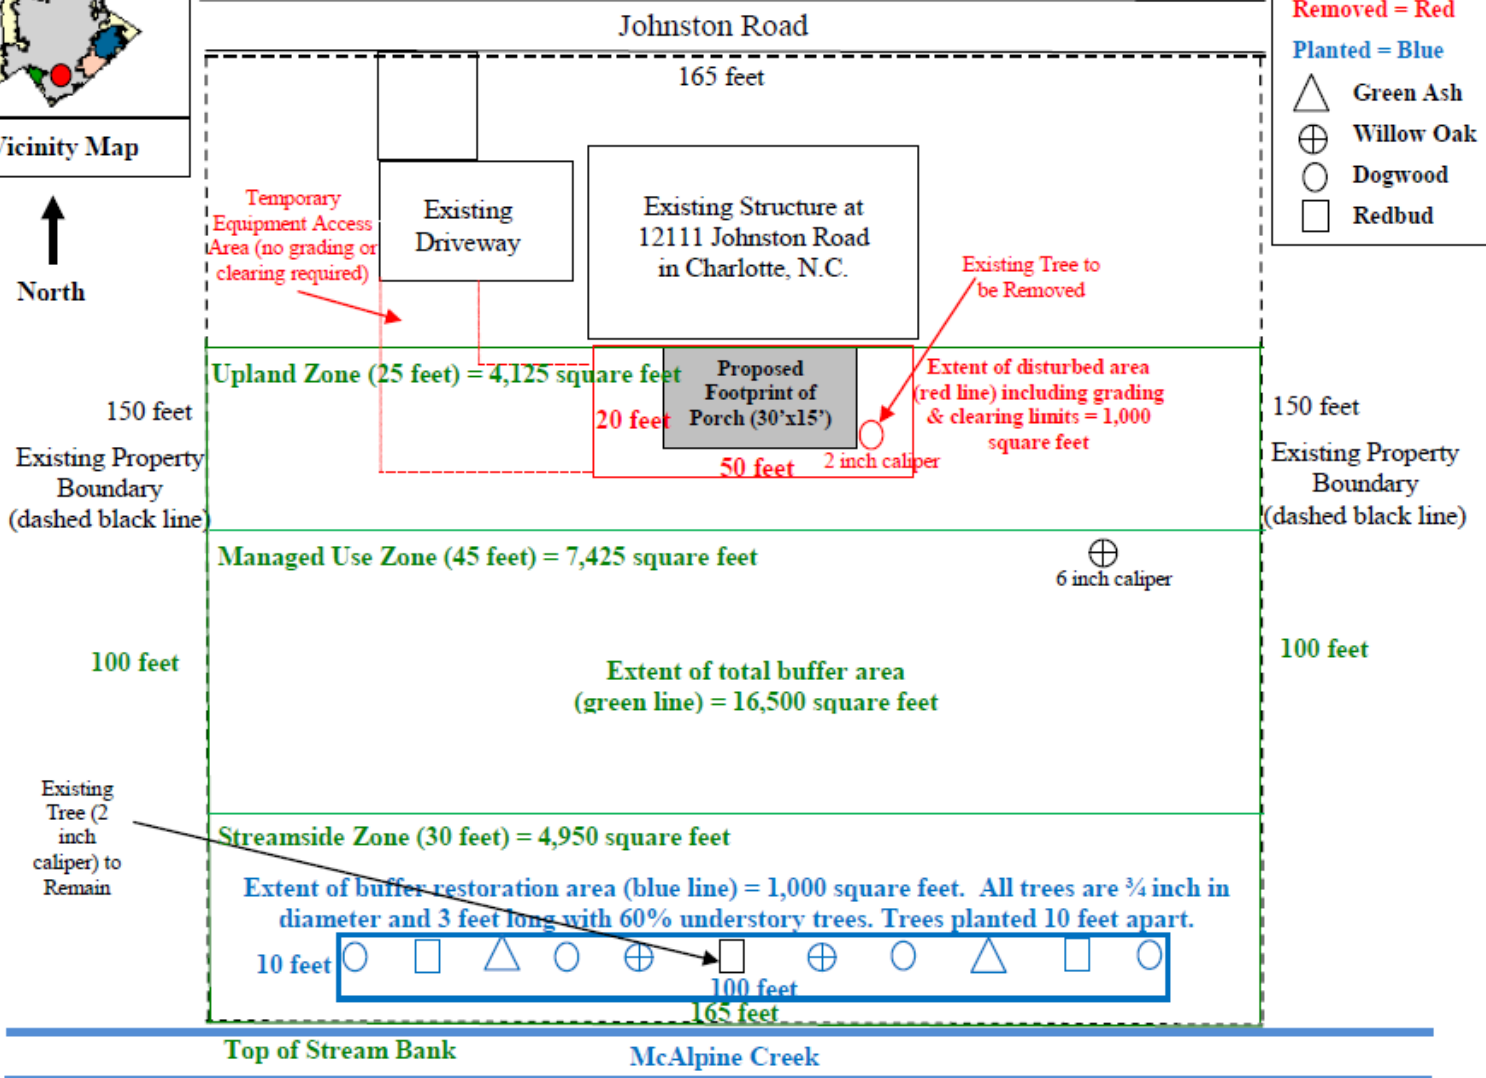 Johnston Road
165 feet
Removed = Red
Planted = Blue
Green Ash
Willow Oak
Dogwood
Redbud
Vicinity Map
North
Temporary
Equipment Access
Area (no grading or
clearing required)
Existing
Driveway
Existing Structure at
12111 Johnston Road
in Charlotte, N.C.
Existing Tree to
be Removed
Upland Zone (25 feet) = 4,125 square feet
Proposed
Footprint of
Porch (30'x15')
20 feet
50 feet
2 inch caliper
Extent of disturbed area
(red line) including grading
& clearing limits = 1,000
square feet
150 feet
Existing Property
Boundary
(dashed black line)
150 feet
Existing Property
Boundary
(dashed black line)
Managed Use Zone (45 feet) = 7,425 square feet
6 inch caliper
100 feet
Extent of total buffer area
(green line) = 16,500 square feet
100 feet
Existing
Tree (2
inch
caliper) to
Remain
Streamside Zone (30 feet) = 4,950 square feet
Extent of buffer restoration area (blue line) = 1,000 square feet.  All trees are ¾ inch in
diameter and 3 feet long with 60% understory trees. Trees planted 10 feet apart.
10 feet
100 feet
165 feet
Top of Stream Bank
McAlpine Creek